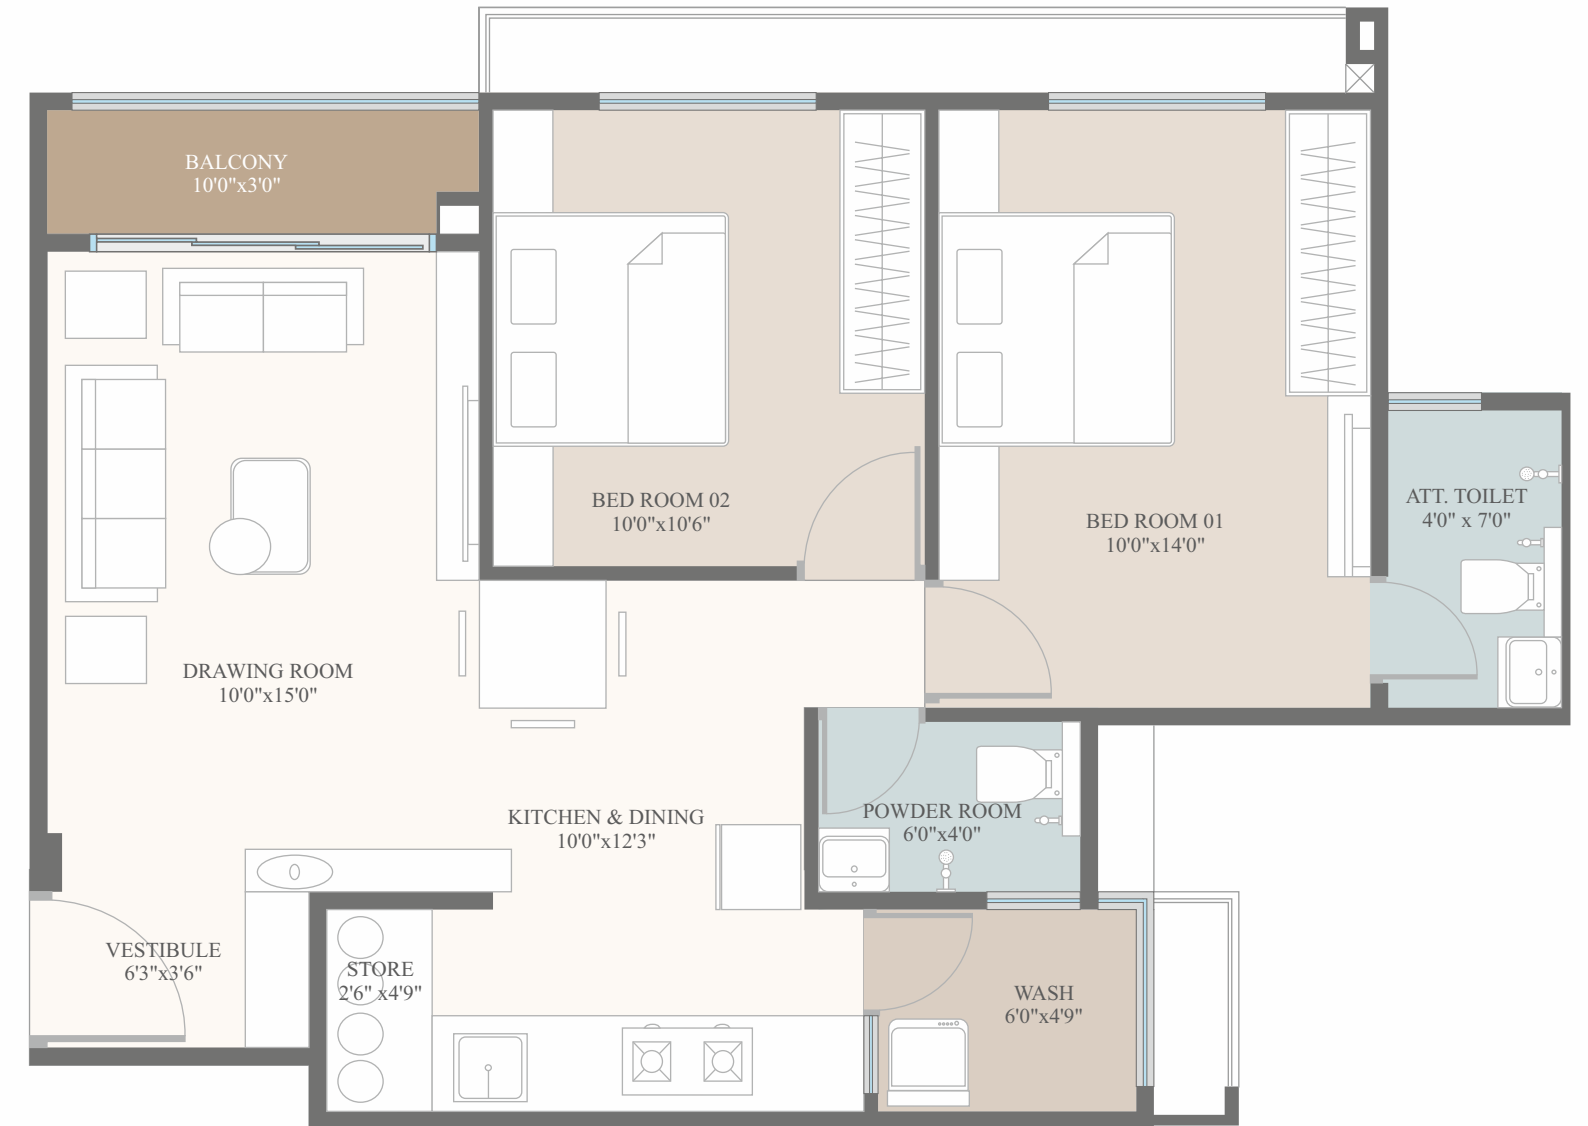 BALCONY
10'0"x3'0"
BED ROOM 02
10'0"x10'6"
BED ROOM 01
10'0"x14'0"
ATT. TOILET
4'0" x 7'0"
DRAWING ROOM
10'0"x15'0"
KITCHEN & DINING
10'0"x12'3"
POWDER ROOM
6'0"x4'0"
VESTIBULE
6'3"x3'6"
STORE
2'6" x4'9"
WASH
6'0"x4'9"